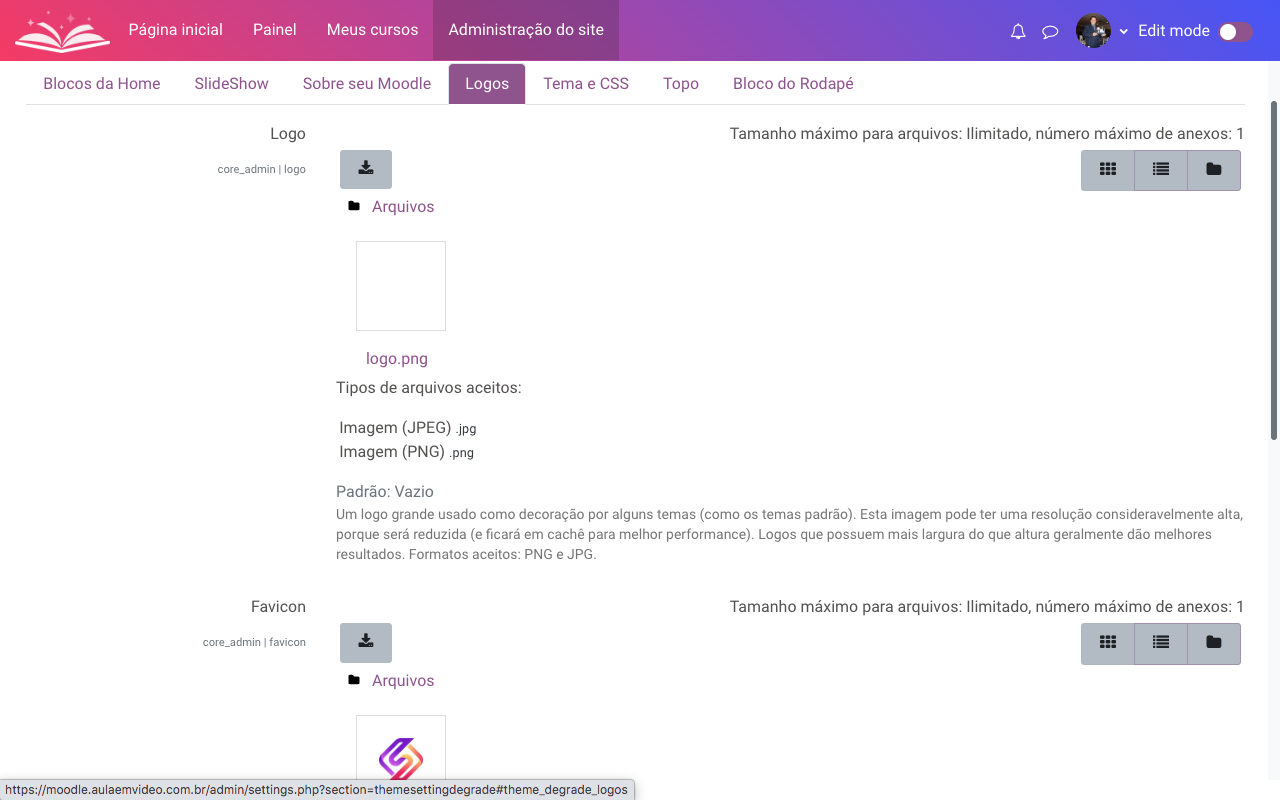 Página inicial Painel Meus cursos Administração do site Edit mode
Blocos da Home SlideShow Sobre seu Moodle Logos Tema e CSS Topo Bloco do Rodapé
Logo Tamanho máximo para arquivos: Ilimitado, número máximo de anexos: 1
core_admin | logo
Arquivos
logo.png
Tipos de arquivos aceitos:
Imagem (JPEG) .jpg
Imagem (PNG) .png
Padrão: Vazio
Um logo grande usado como decoração por alguns temas (como os temas padrão). Esta imagem pode ter uma resolução consideravelmente alta,
porque será reduzida (e ficará em cachê para melhor performance). Logos que possuem mais largura do que altura geralmente dão melhores
resultados. Formatos aceitos: PNG e JPG.
Favicon Tamanho máximo para arquivos: Ilimitado, número máximo de anexos: 1
core_admin | favicon
Arquivos
https://moodle.aulaemvideo.com.br/admin/settings.php?section=themesettingdegrade#theme_degrade_logos